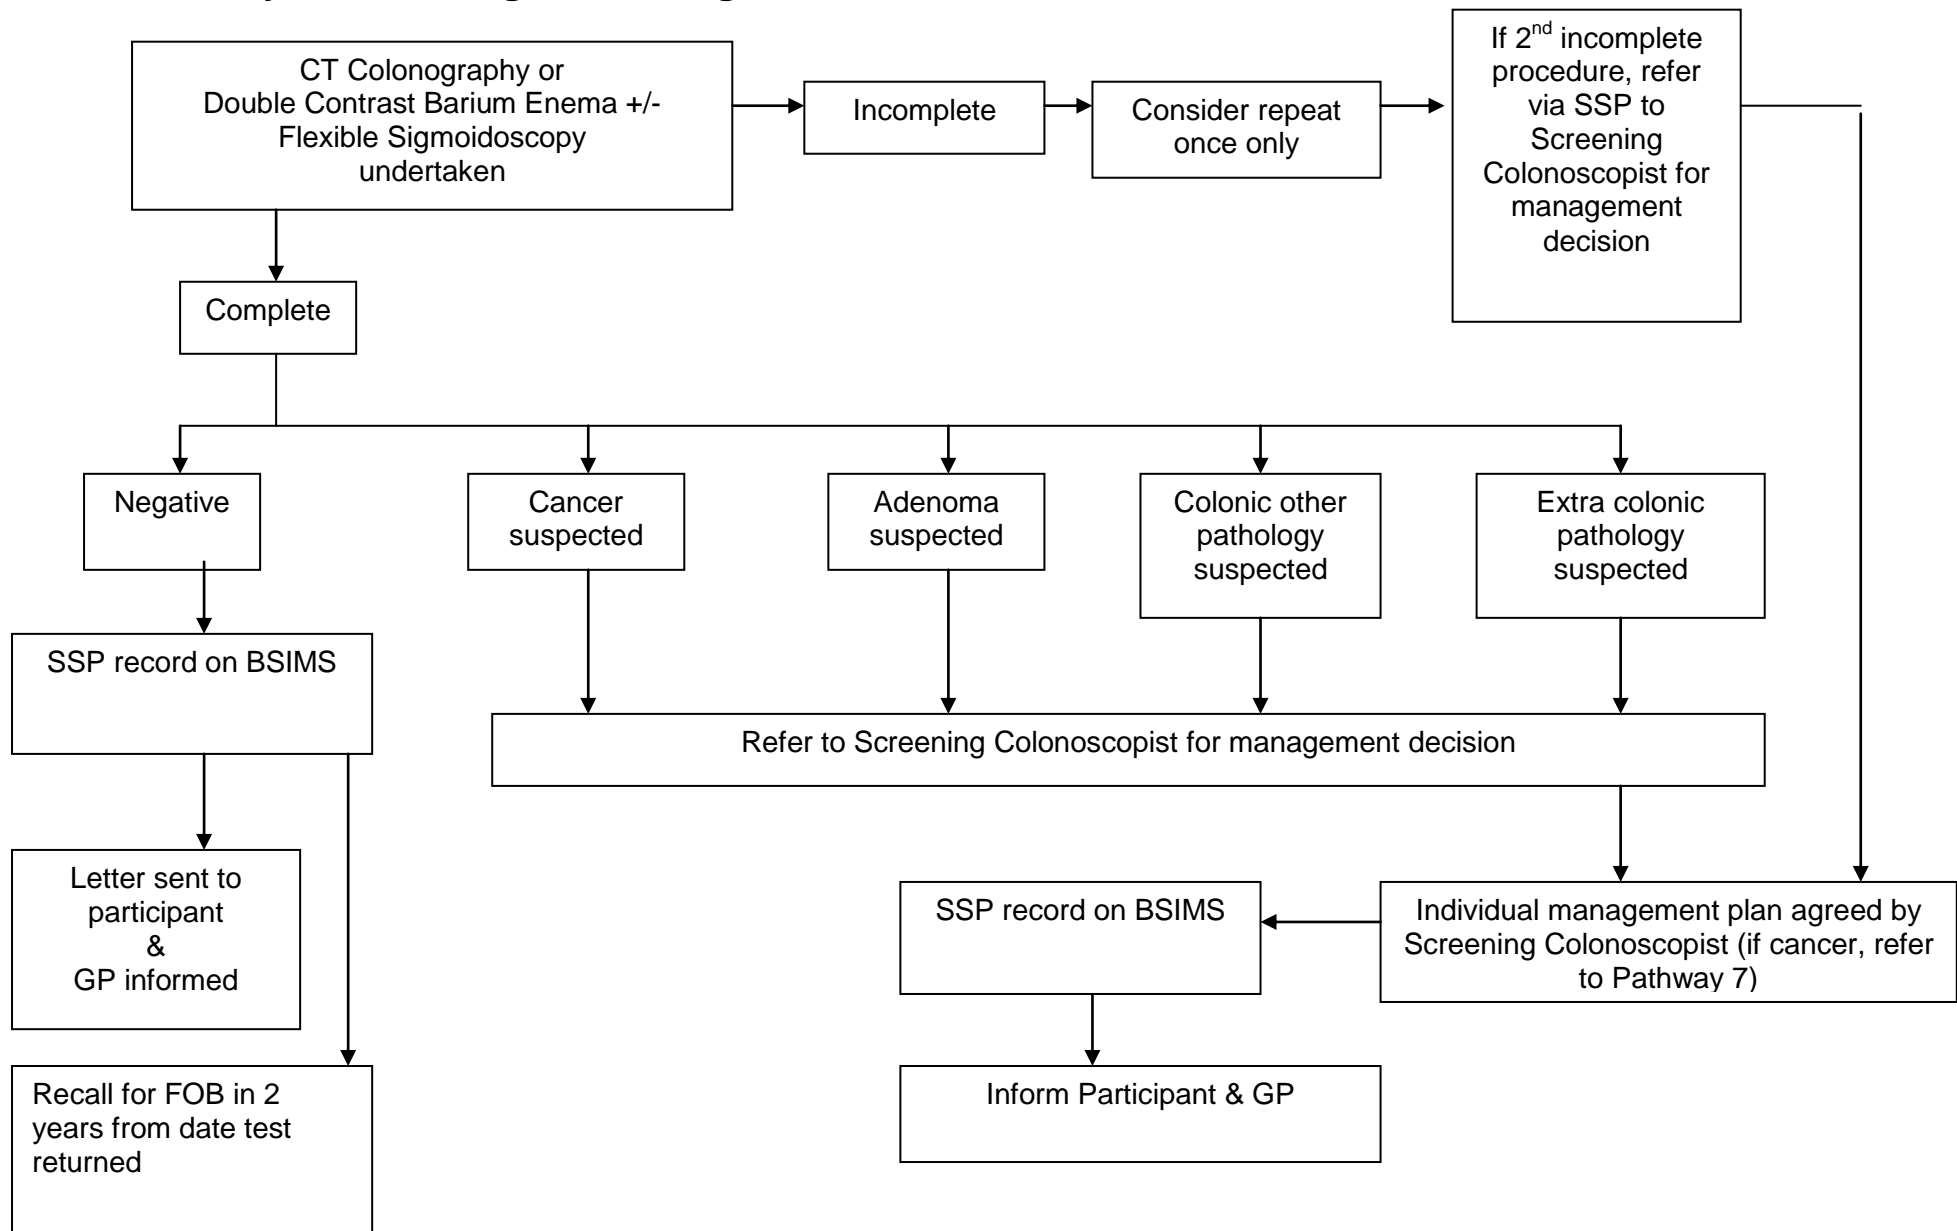 CT Colonography or
Double Contrast Barium Enema +/-
Flexible Sigmoidoscopy
undertaken
Incomplete
Consider repeat
once only
If 2nd incomplete
procedure, refer
via SSP to
Screening
Colonoscopist for
management
decision
Complete
Negative
Cancer
suspected
Adenoma
suspected
Colonic other
pathology
suspected
Extra colonic
pathology
suspected
SSP record on BSIMS
Refer to Screening Colonoscopist for management decision
Letter sent to
participant
&
GP informed
SSP record on BSIMS
Individual management plan agreed by
Screening Colonoscopist (if cancer, refer
to Pathway 7)
Recall for FOB in 2
years from date test
returned
Inform Participant & GP